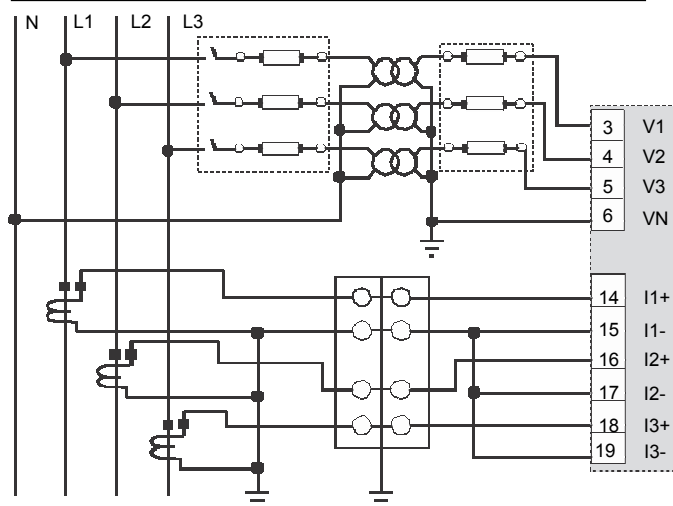 N L1 L2 L3
3 V1
4 V2
5 V3
6 VN
14 I1+
15 I1-
16 I2+
17 I2-
18 I3+
19 I3-